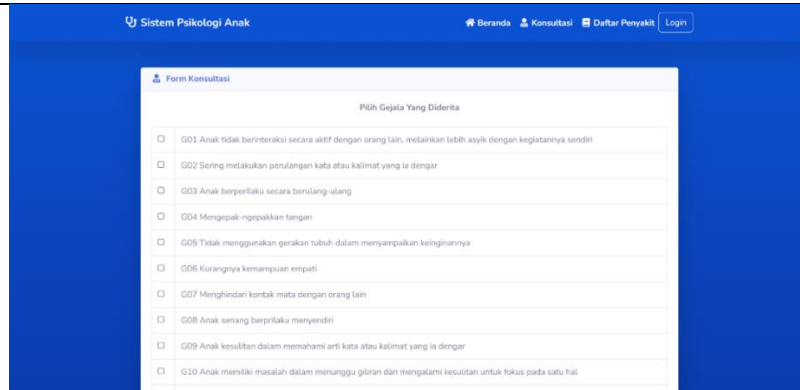 Sistem Psikologi Anak
Beranda Konsultasi Daftar Penyakit Login
Form Konsultasi
Pilih Gejala Yang Diderita
G01 Anak tidak berinteraksi secara aktif dengan orang lain, melainkan lebih asyik dengan kegiatannya sendiri
G02 Sering melakukan perulangan kata atau kalimat yang ia dengar
G03 Anak berperilaku secara berulang-ulang
G04 Mengepak-ngepakkan tangan
G05 Tidak menggunakan gerakan tubuh dalam menyampaikan keinginannya
G06 Kurangnya kemampuan empati
G07 Menghindari kontak mata dengan orang lain
G08 Anak senang berprilaku menyendiri
G09 Anak kesulitan dalam memahami arti kata atau kalimat yang ia dengar
G10 Anak memiliki masalah dalam menunggu giliran dan mengalami kesulitan untuk fokus pada satu hal